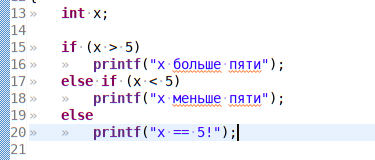 13 int x;
14
15 if (x > 5)
16 printf("x больше пяти");
17 else if (x < 5)
18 printf("x меньше пяти");
19 else
20 printf("x == 5!");
21